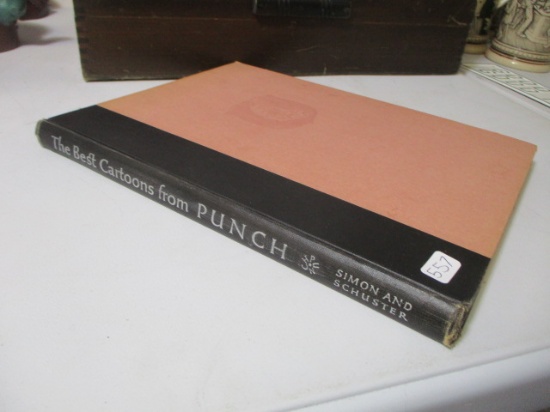 The Best Cartoons from PUNCH
SIMON AND
SCHUSTER
557